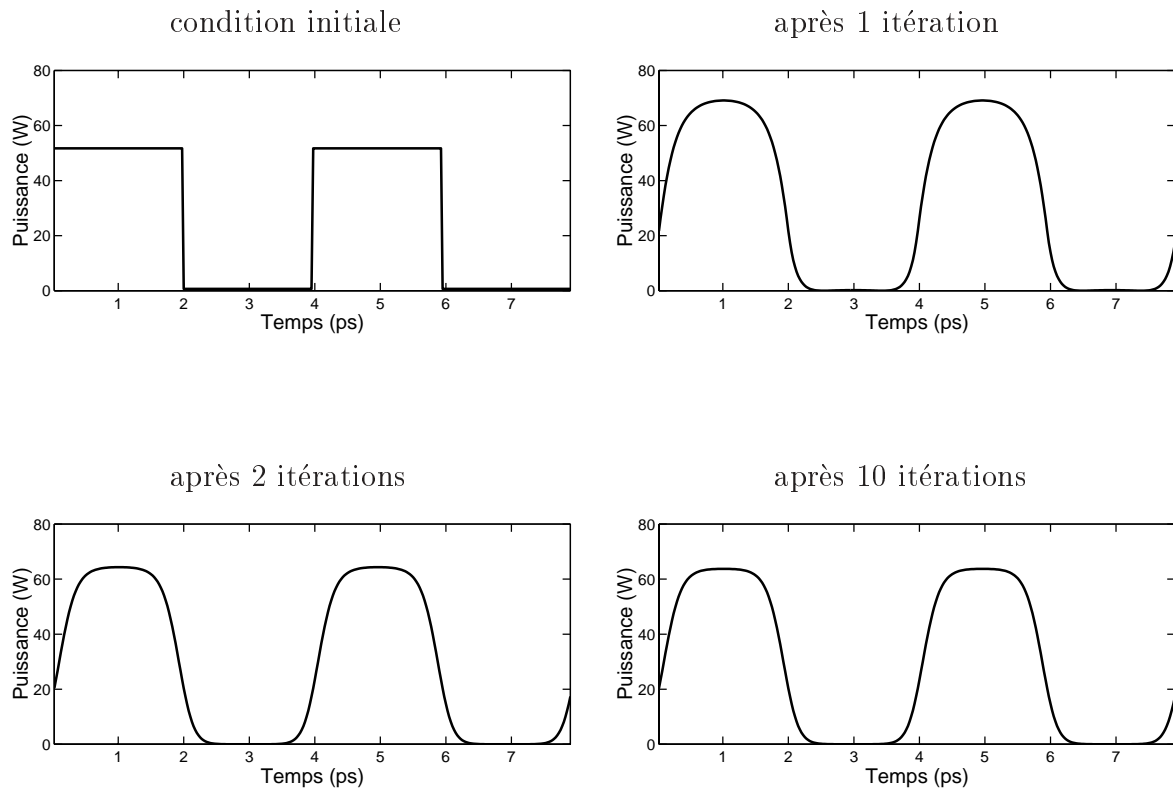 condition initiale
80
60
40
20
0
Puissance (W)
1 2 3 4 5 6 7
Temps (ps)
après 1 itération
80
60
40
20
0
Puissance (W)
1 2 3 4 5 6 7
Temps (ps)
après 2 itérations
80
60
40
20
0
Puissance (W)
1 2 3 4 5 6 7
Temps (ps)
après 10 itérations
80
60
40
20
0
Puissance (W)
1 2 3 4 5 6 7
Temps (ps)